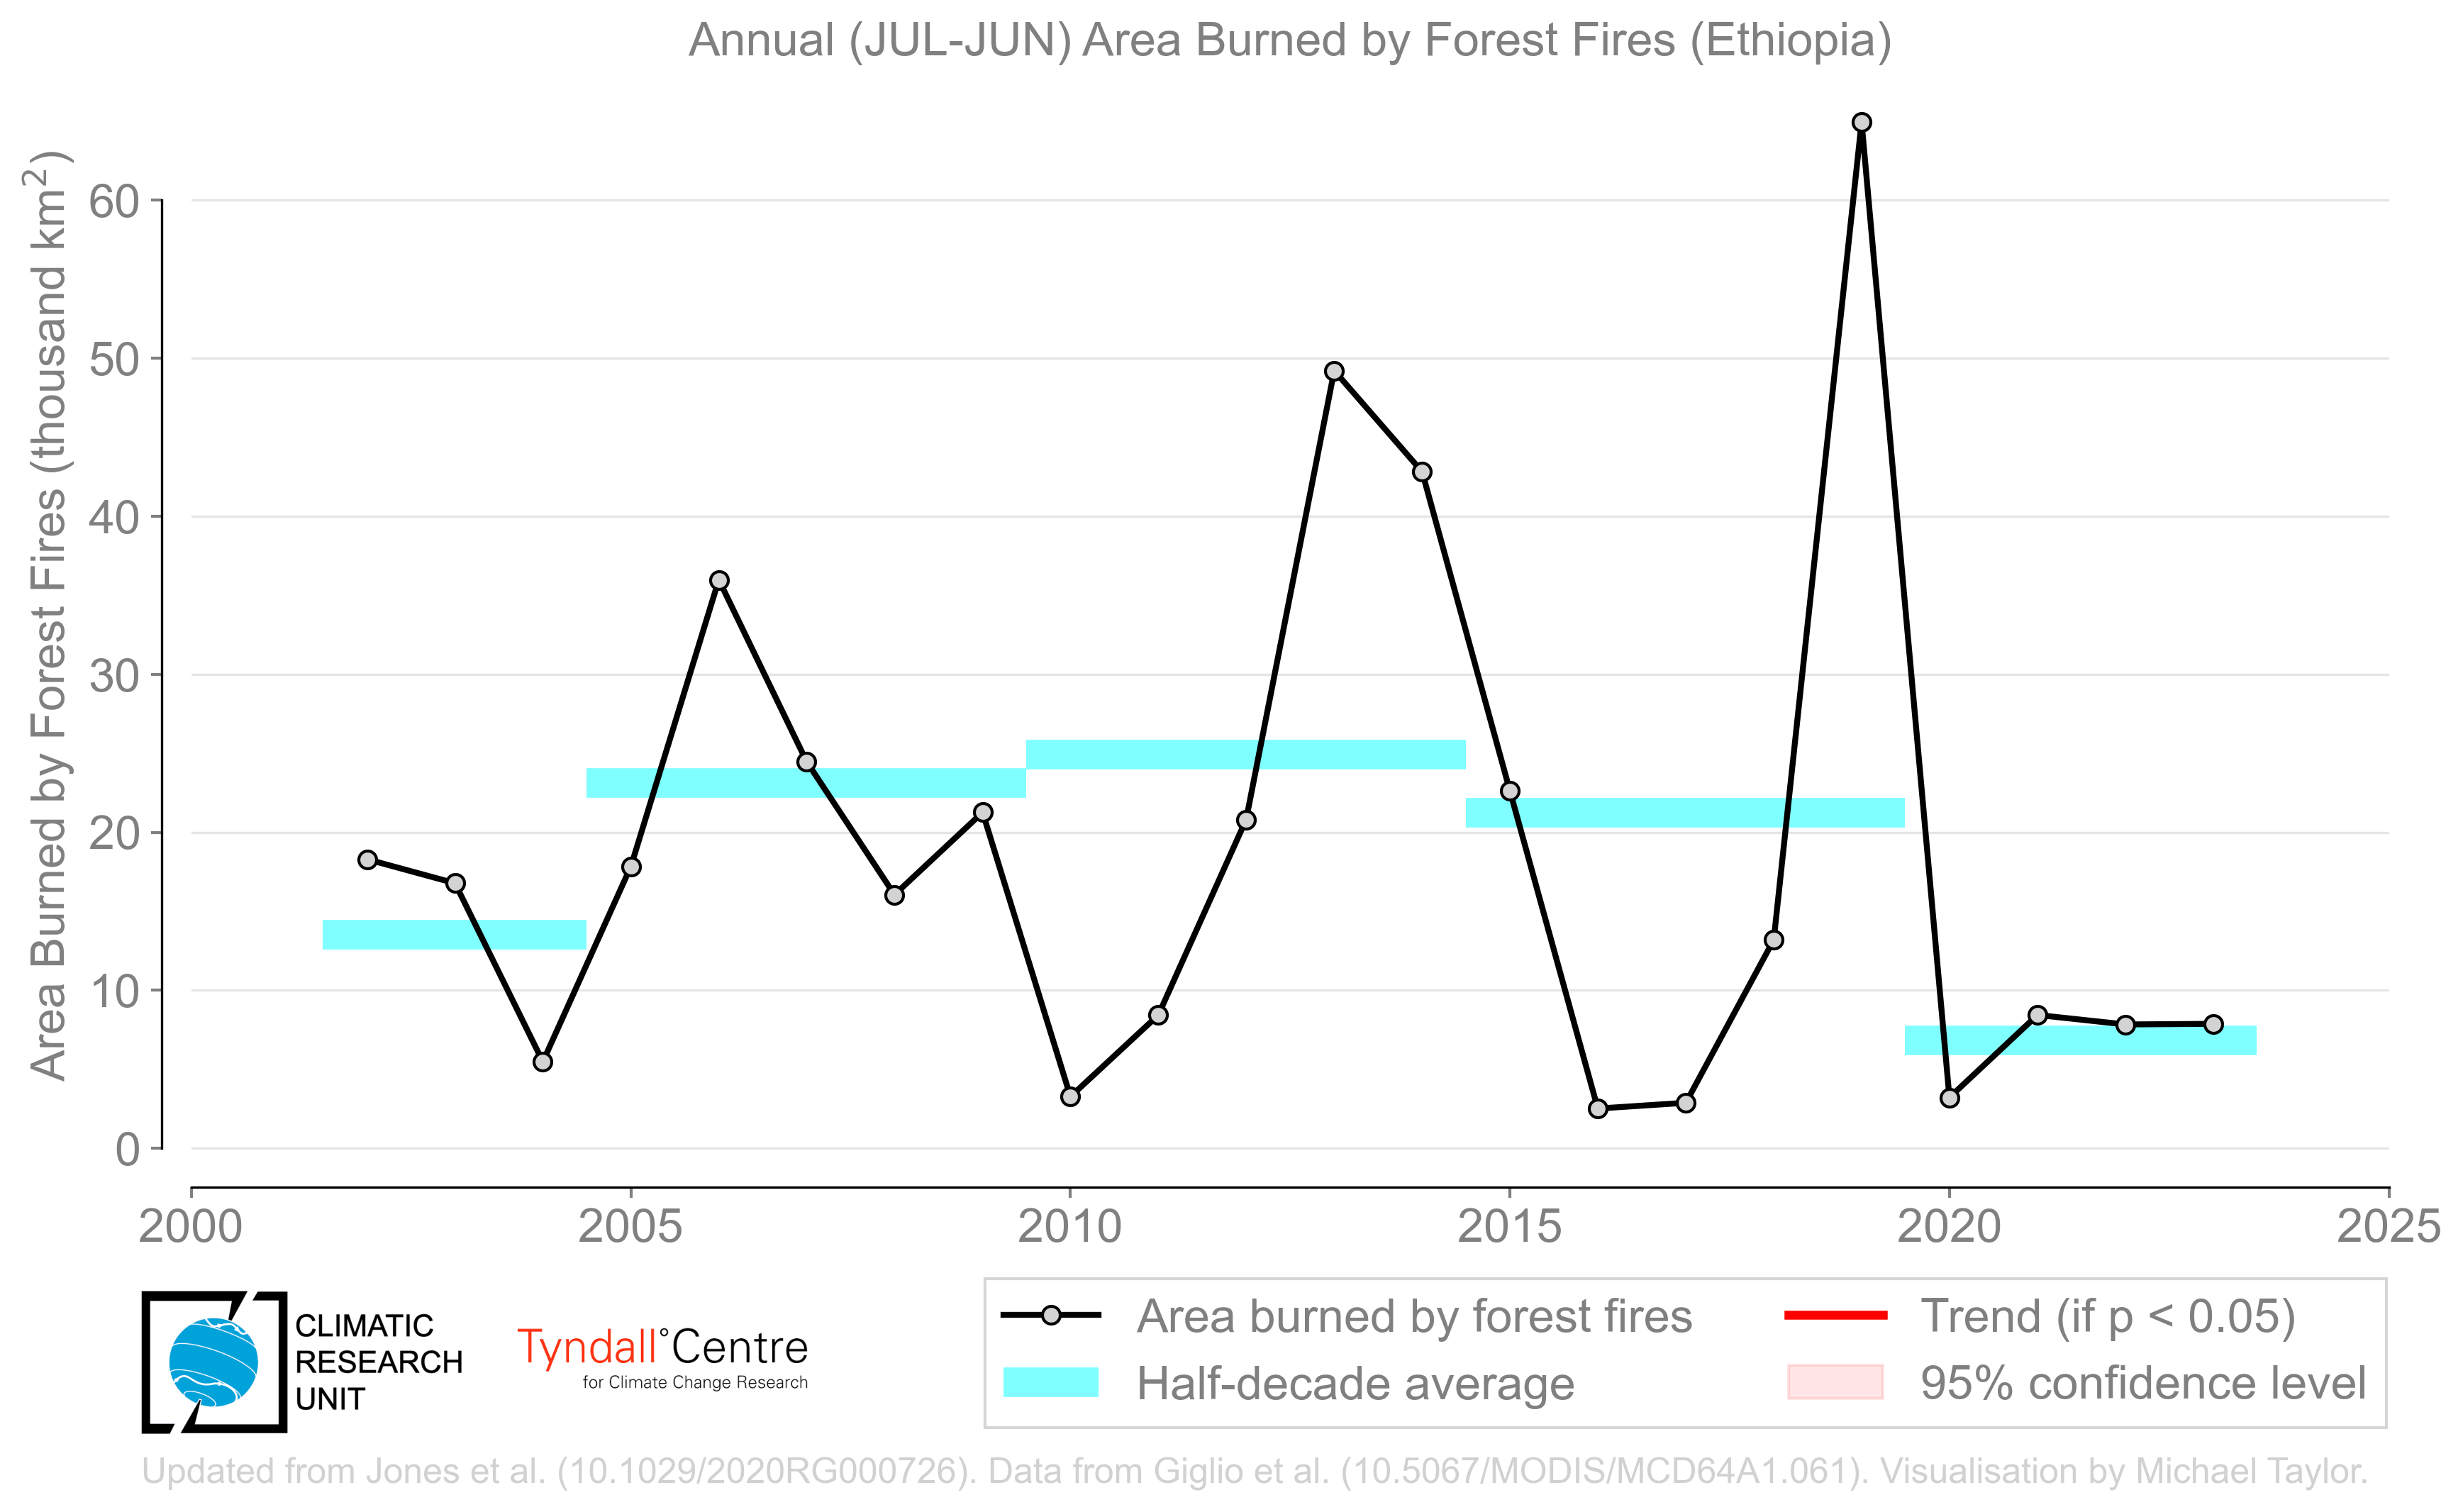 Annual (JUL-JUN) Area Burned by Forest Fires (Ethiopia)
Area Burned by Forest Fires (thousand km²)
60
50
40
30
20
10
0
2000 2005 2010 2015 2020 2025
CLIMATIC
RESEARCH
UNIT
Tyndall°Centre
for Climate Change Research
Area burned by forest fires
Half-decade average
Trend (if p < 0.05)
95% confidence level
Updated from Jones et al. (10.1029/2020RG000726). Data from Giglio et al. (10.5067/MODIS/MCD64A1.061). Visualisation by Michael Taylor.